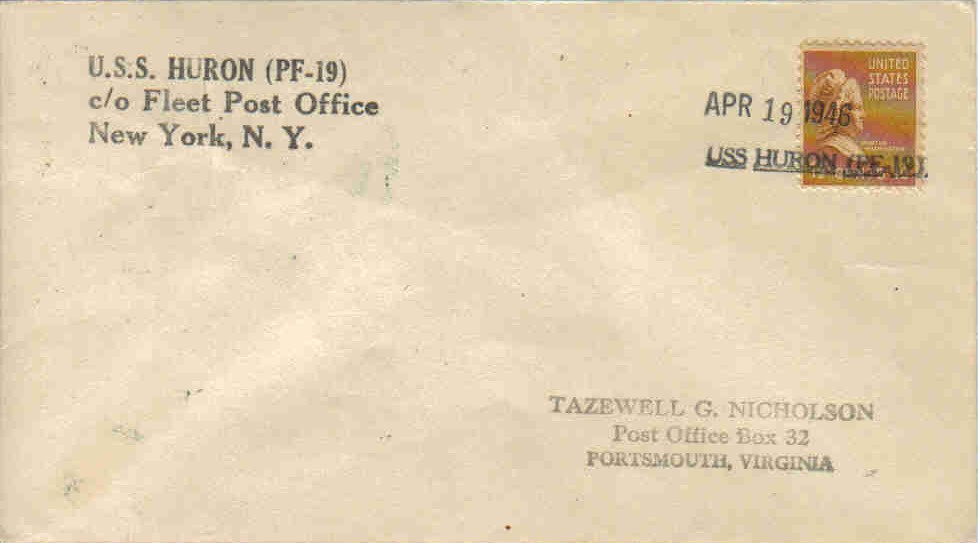 U.S.S. HURON (PF-19)
c/o Fleet Post Office
New York, N. Y.
UNITED
STATES
POSTAGE
APR 19 1946
USS HURON (PF-19).
TAZEWELL G. NICHOLSON
Post Office Box 32
PORTSMOUTH, VIRGINIA